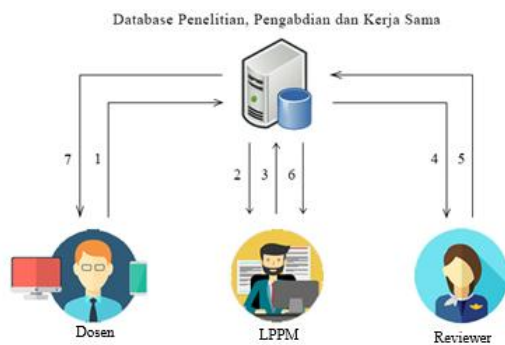 Database Penelitian, Pengabdian dan Kerja Sama
7 1 2 3 6 4 5
Dosen
LPPM
Reviewer